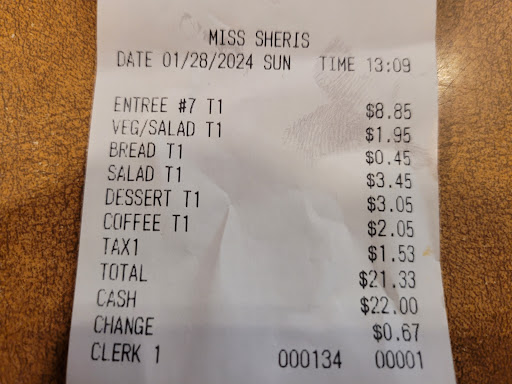 MISS SHERIS
DATE 01/28/2024 SUN TIME 13:09
ENTREE #7 T1 $8.85
VEG/SALAD T1 $1.95
BREAD T1 $0.45
SALAD T1 $3.45
DESSERT T1 $3.05
COFFEE T1 $2.05
TAX1 $1.53
TOTAL $21.33
CASH $22.00
CHANGE $0.67
CLERK 1 000134 00001